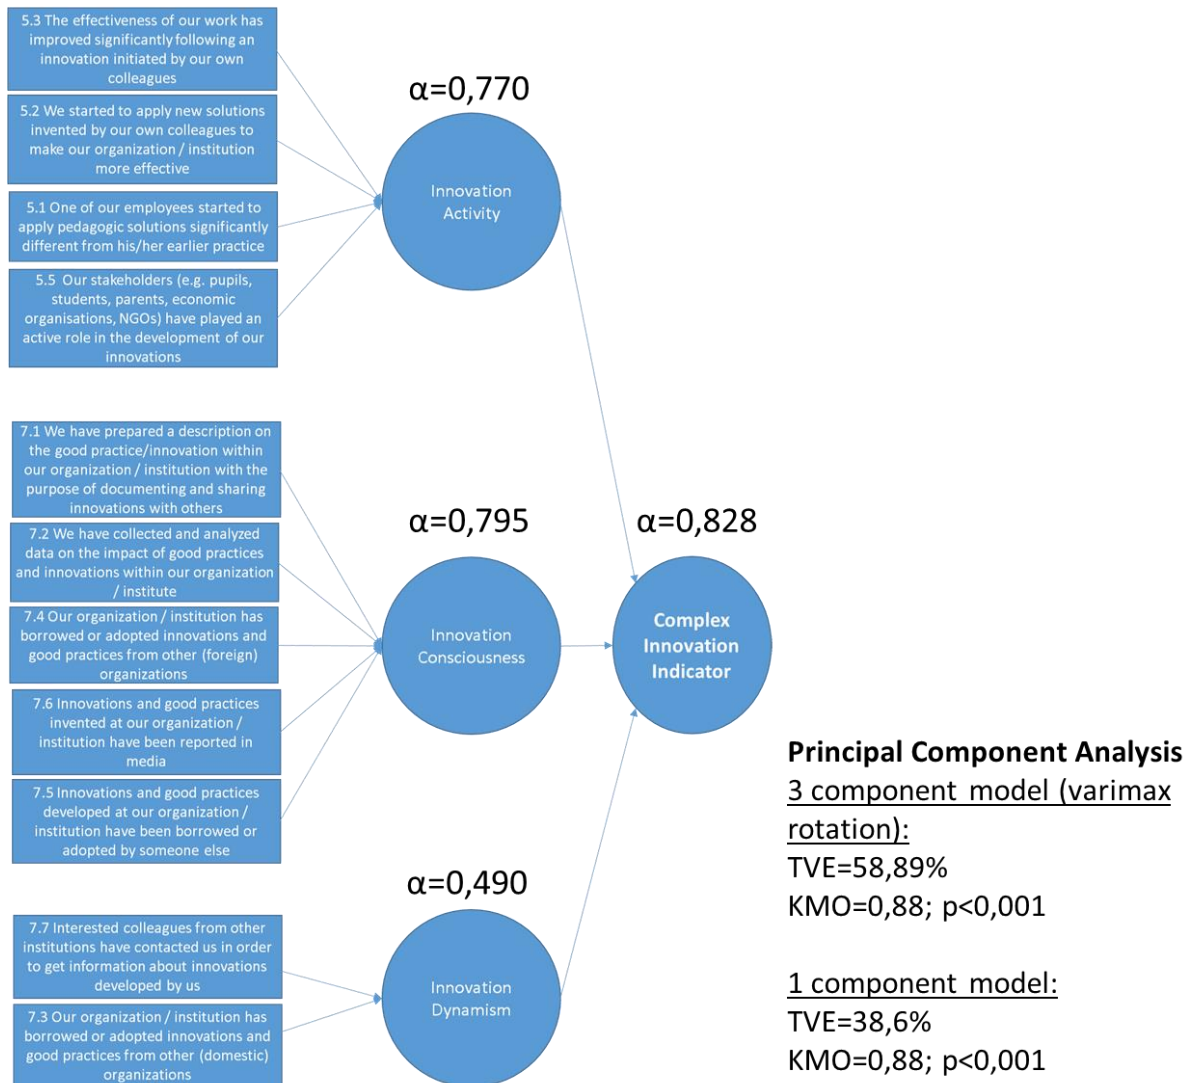 5.3 The effectiveness of our work has
improved significantly following an
innovation initiated by our own
colleagues
5.2 We started to apply new solutions
invented by our own colleagues to
make our organization / institution
more effective
5.1 One of our employees started to
apply pedagogic solutions significantly
different from his/her earlier practice
5.5 Our stakeholders (e.g. pupils,
students, parents, economic
organisations, NGOs) have played an
active role in the development of our
innovations
α=0,770
Innovation
Activity
7.1 We have prepared a description on
the good practice/innovation within
our organization / institution with the
purpose of documenting and sharing
innovations with others
7.2 We have collected and analyzed
data on the impact of good practices
and innovations within our organization
/ institute
7.4 Our organization / institution has
borrowed or adopted innovations and
good practices from other (foreign)
organizations
7.6 Innovations and good practices
invented at our organization /
institution have been reported in
media
7.5 Innovations and good practices
developed at our organization /
institution have been borrowed or
adopted by someone else
α=0,795
Innovation
Consciousness
α=0,828
Complex
Innovation
Indicator
7.7 Interested colleagues from other
institutions have contacted us in order
to get information about innovations
developed by us
7.3 Our organization / institution has
borrowed or adopted innovations and
good practices from other (domestic)
organizations
α=0,490
Innovation
Dynamism
Principal Component Analysis
3 component model (varimax
rotation):
TVE=58,89%
KMO=0,88; p<0,001
1 component model:
TVE=38,6%
KMO=0,88; p<0,001